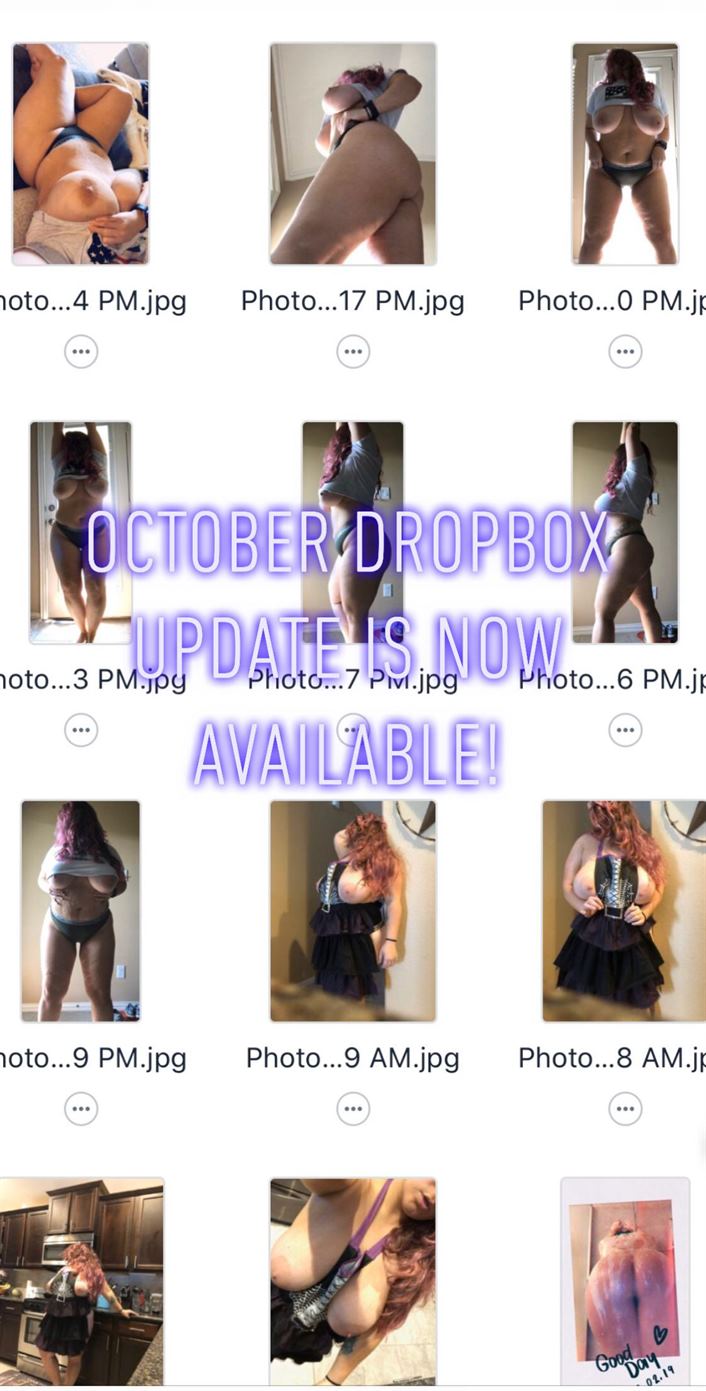 hoto...4 PM.jpg
Photo...17 PM.jpg
Photo...0 PM.jp
OCTOBER DROPBOX
UPDATE IS NOW
hoto...3 PM.jpg
Photo...7 PM.jpg
Photo...6 PM.jp
AVAILABLE!
hoto...9 PM.jpg
Photo...9 AM.jpg
Photo...8 AM.jp
Good
Day
02.19